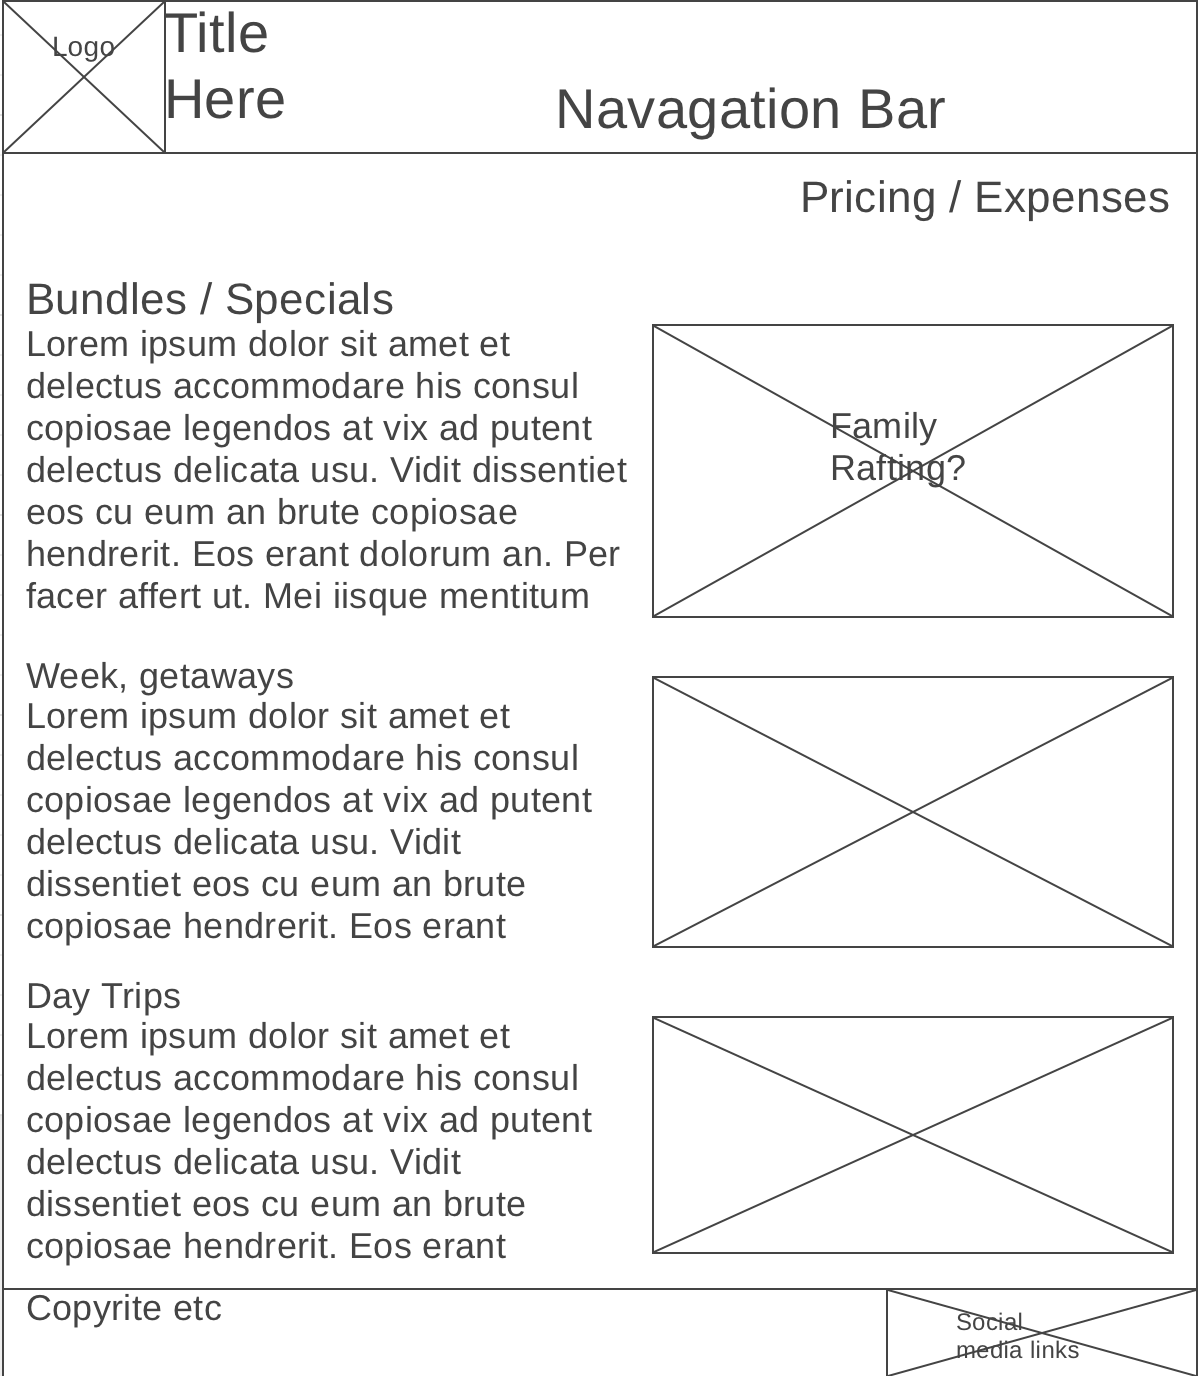 Logo
Title
Here
Navagation Bar
Pricing / Expenses
Bundles / Specials
Lorem ipsum dolor sit amet et
delectus accommodare his consul
copiosae legendos at vix ad putent
delectus delicata usu. Vidit dissentiet
eos cu eum an brute copiosae
hendrerit. Eos erant dolorum an. Per
facer affert ut. Mei iisque mentitum
Family
Rafting?
Week, getaways
Lorem ipsum dolor sit amet et
delectus accommodare his consul
copiosae legendos at vix ad putent
delectus delicata usu. Vidit
dissentiet eos cu eum an brute
copiosae hendrerit. Eos erant
Day Trips
Lorem ipsum dolor sit amet et
delectus accommodare his consul
copiosae legendos at vix ad putent
delectus delicata usu. Vidit
dissentiet eos cu eum an brute
copiosae hendrerit. Eos erant
Copyrite etc
Social
media links